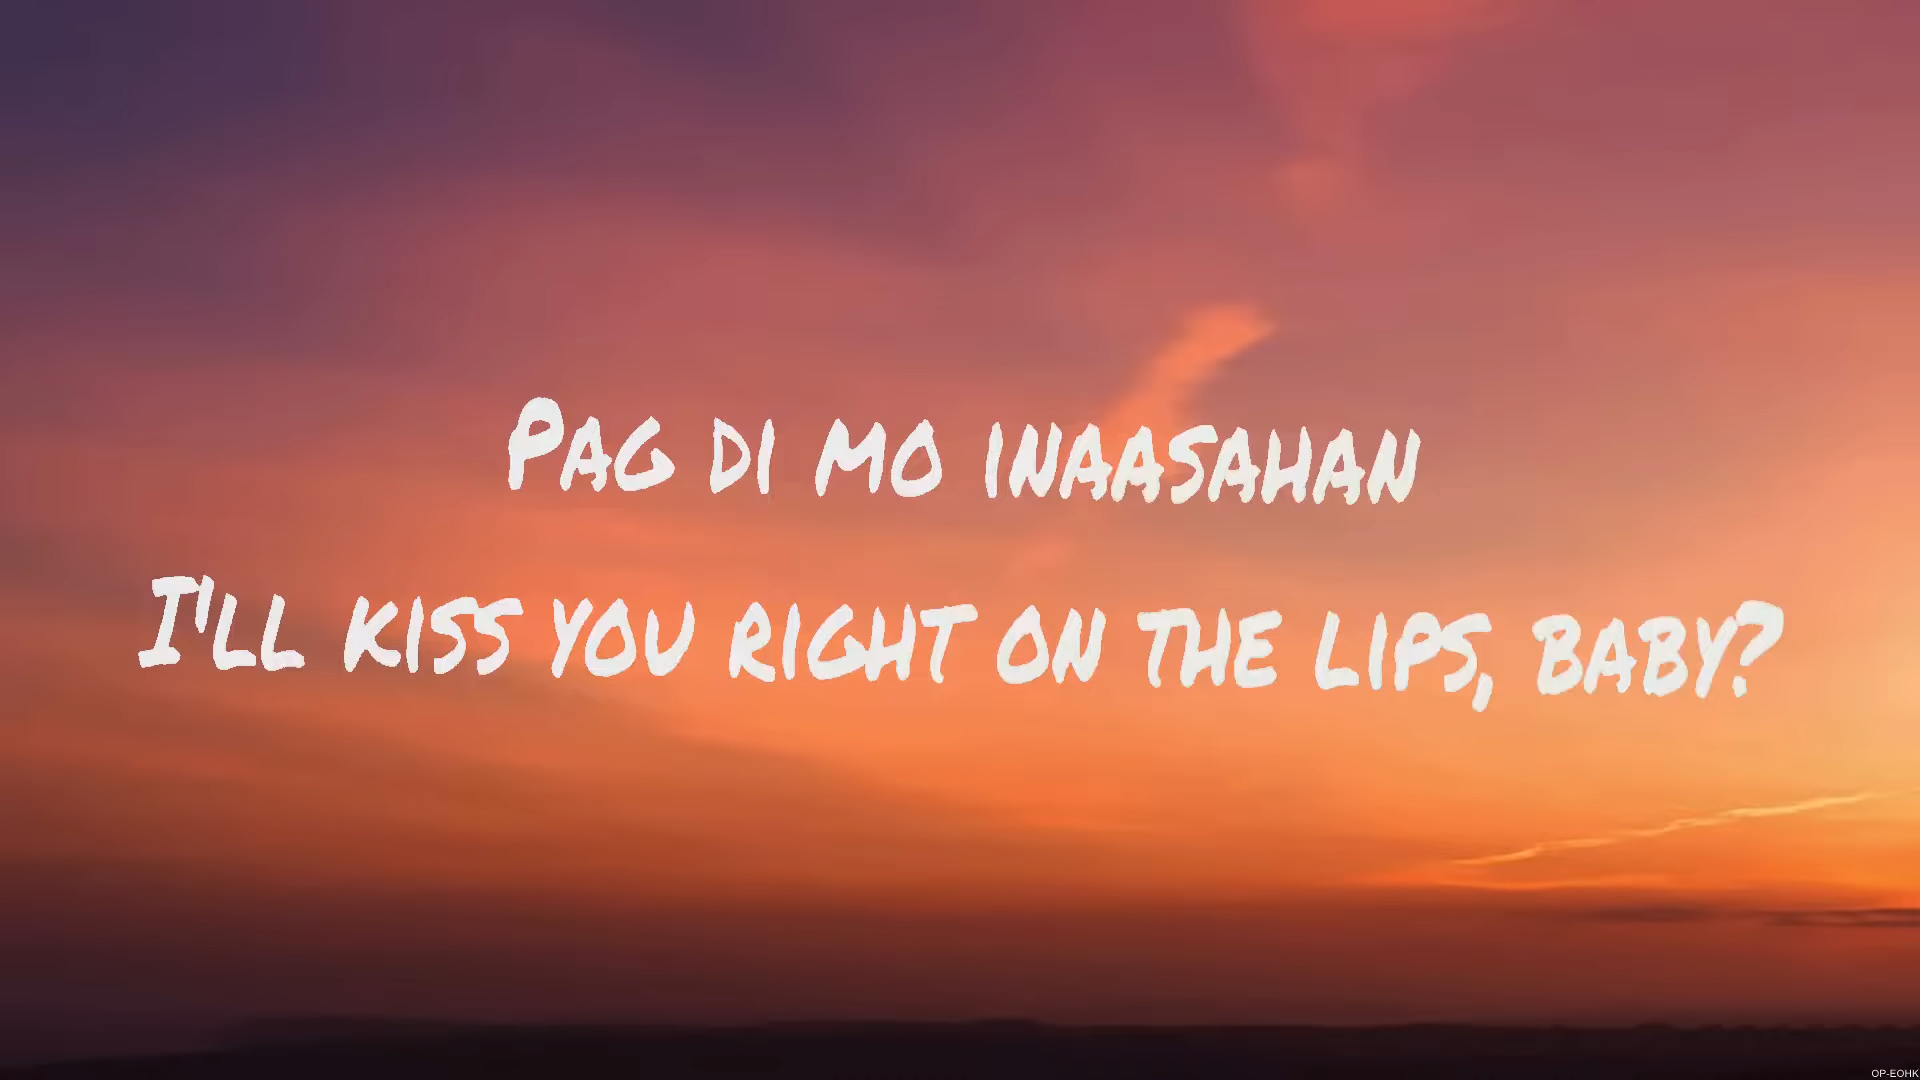 Pag di mo inaasahan
I'll kiss you right on the lips, baby?
OP-EOHK